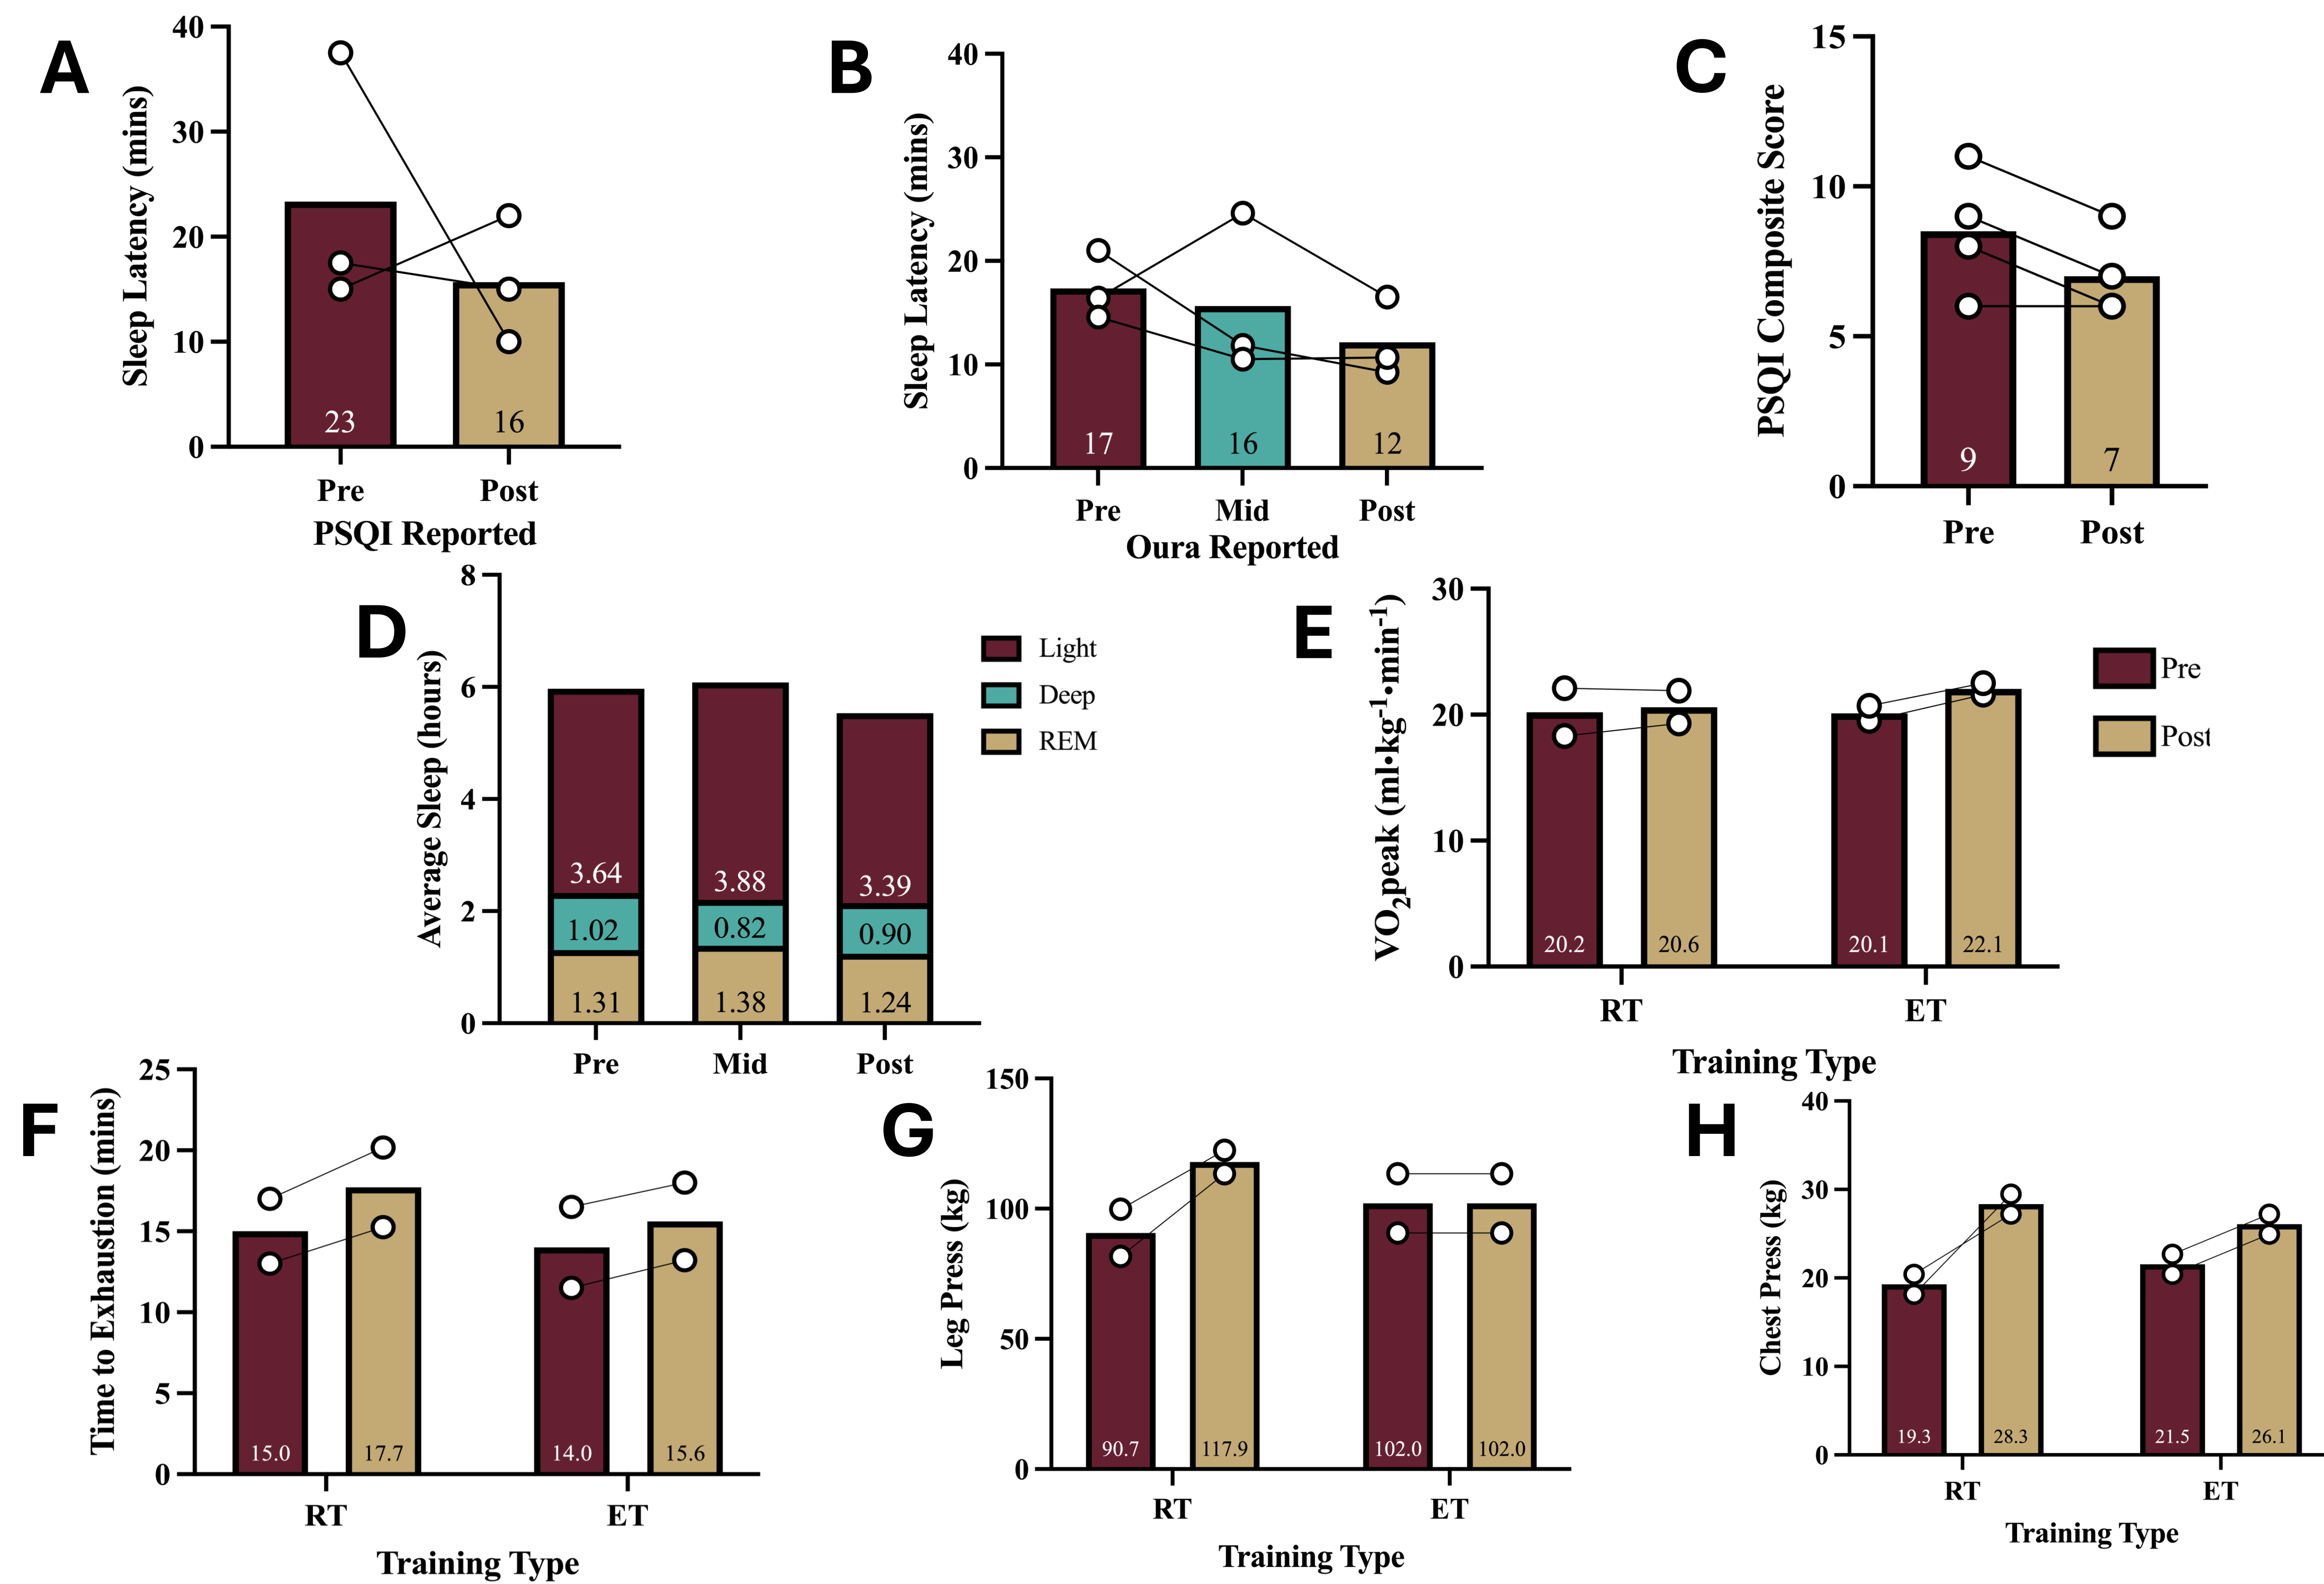 A
Sleep Latency (mins)
40
30
20
10
0
23
16
Pre
Post
PSQI Reported
B
Sleep Latency (mins)
40
30
20
10
0
17
16
12
Pre
Mid
Post
Oura Reported
C
PSQI Composite Score
15
10
5
0
9
7
Pre
Post
D
Average Sleep (hours)
8
6
4
2
0
3.64
3.88
3.39
1.02
0.82
0.90
1.31
1.38
1.24
Pre
Mid
Post
Light
Deep
REM
E
VO2peak (ml·kg-1·min-1)
30
20
10
0
20.2
20.6
20.1
22.1
RT
ET
Training Type
Pre
Post
F
Time to Exhaustion (mins)
25
20
15
10
5
0
15.0
17.7
14.0
15.6
RT
ET
Training Type
G
Leg Press (kg)
150
100
50
0
90.7
117.9
102.0
102.0
RT
ET
Training Type
H
Chest Press (kg)
40
30
20
10
0
19.3
28.3
21.5
26.1
RT
ET
Training Type